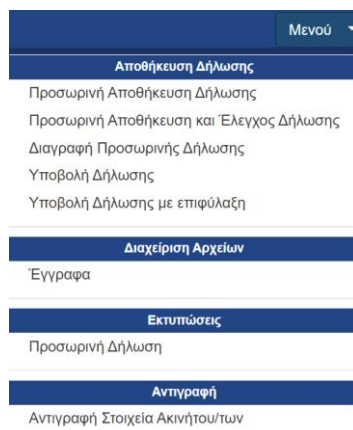 Μενού
Αποθήκευση Δήλωσης
Προσωρινή Αποθήκευση Δήλωσης
Προσωρινή Αποθήκευση και Έλεγχος Δήλωσης
Διαγραφή Προσωρινής Δήλωσης
Υποβολή Δήλωσης
Υποβολή Δήλωσης με επιφύλαξη
Διαχείριση Αρχείων
Έγγραφα
Εκτυπώσεις
Προσωρινή Δήλωση
Αντιγραφή
Αντιγραφή Στοιχεία Ακινήτου/των